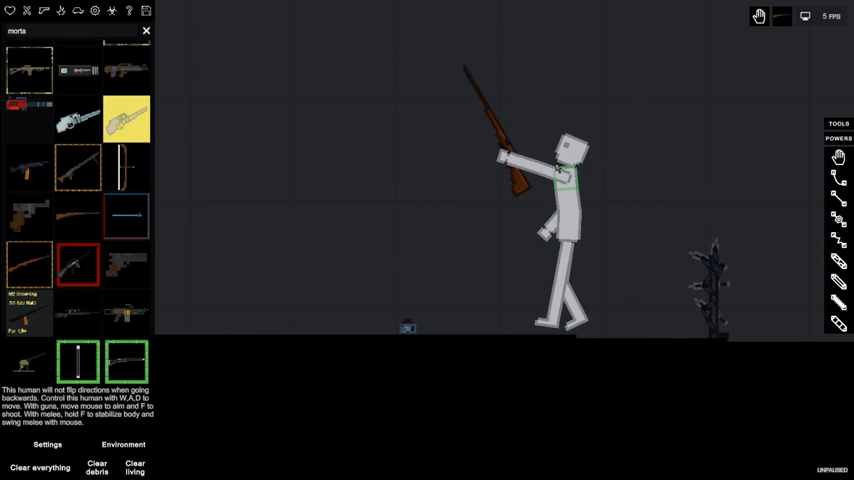 5 FPS
morta
TOOLS
POWERS
This human will not flip directions when going
backwards. Control this human with W,A,D to
move. With guns, move mouse to aim and F to
shoot. With melee, hold F to stabilize body and
swing melee with mouse.
Settings
Environment
Clear everything
Clear
debris
Clear
living
UNPAUSED